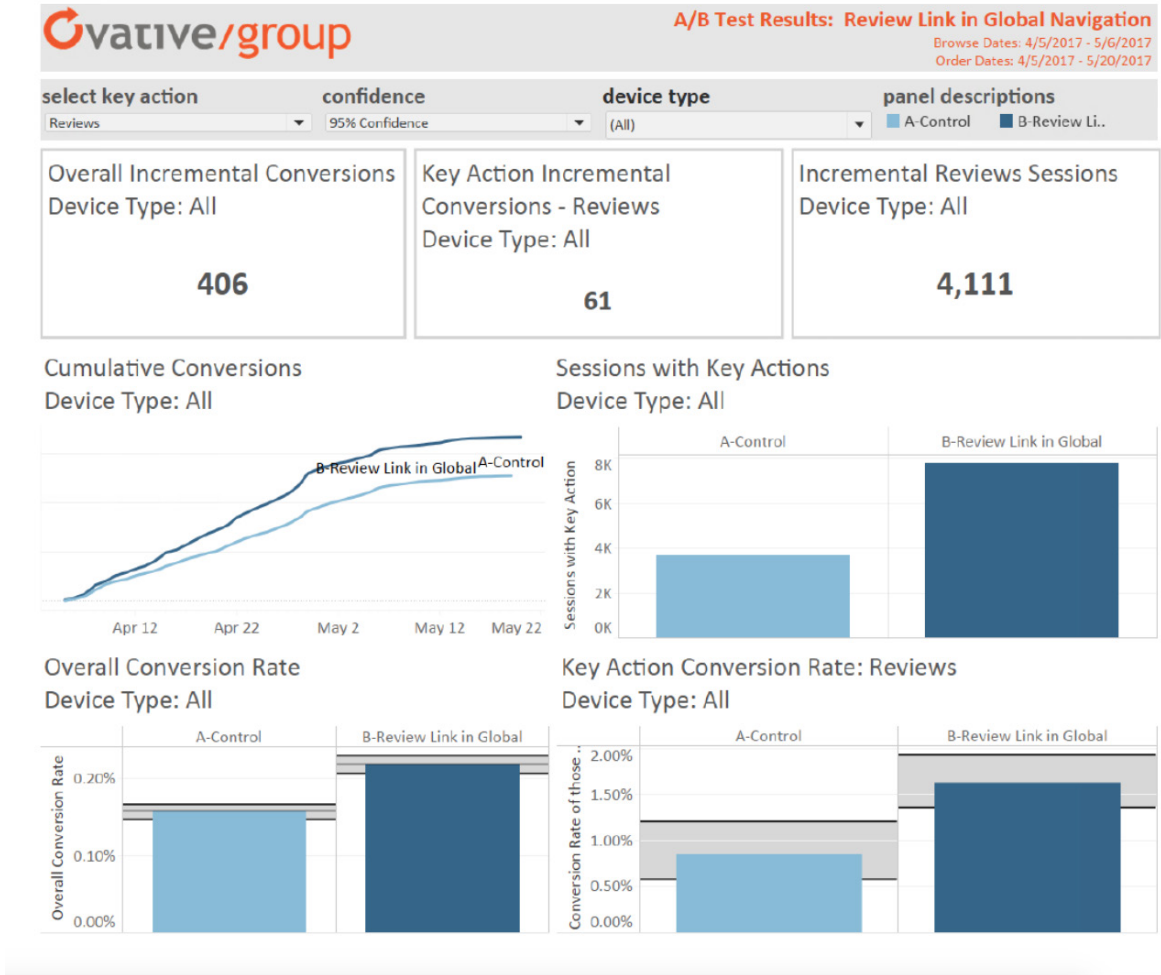 Ovative/group
A/B Test Results: Review Link in Global Navigation
Browse Dates: 4/5/2017 - 5/6/2017
Order Dates: 4/5/2017 - 5/20/2017
select key action
confidence
device type
panel descriptions
Reviews
95% Confidence
(All)
A-Control
B-Review Li..
Overall Incremental Conversions
Device Type: All
406
Key Action Incremental
Conversions - Reviews
Device Type: All
61
Incremental Reviews Sessions
Device Type: All
4,111
Cumulative Conversions
Device Type: All
B-Review Link in Global
A-Control
Apr 12
Apr 22
May 2
May 12
May 22
Sessions with Key Actions
Device Type: All
A-Control
B-Review Link in Global
Sessions with Key Action
8K
6K
4K
2K
0K
Overall Conversion Rate
Device Type: All
A-Control
B-Review Link in Global
Overall Conversion Rate
0.20%
0.10%
0.00%
Key Action Conversion Rate: Reviews
Device Type: All
A-Control
B-Review Link in Global
Conversion Rate of those ..
2.00%
1.50%
1.00%
0.50%
0.00%